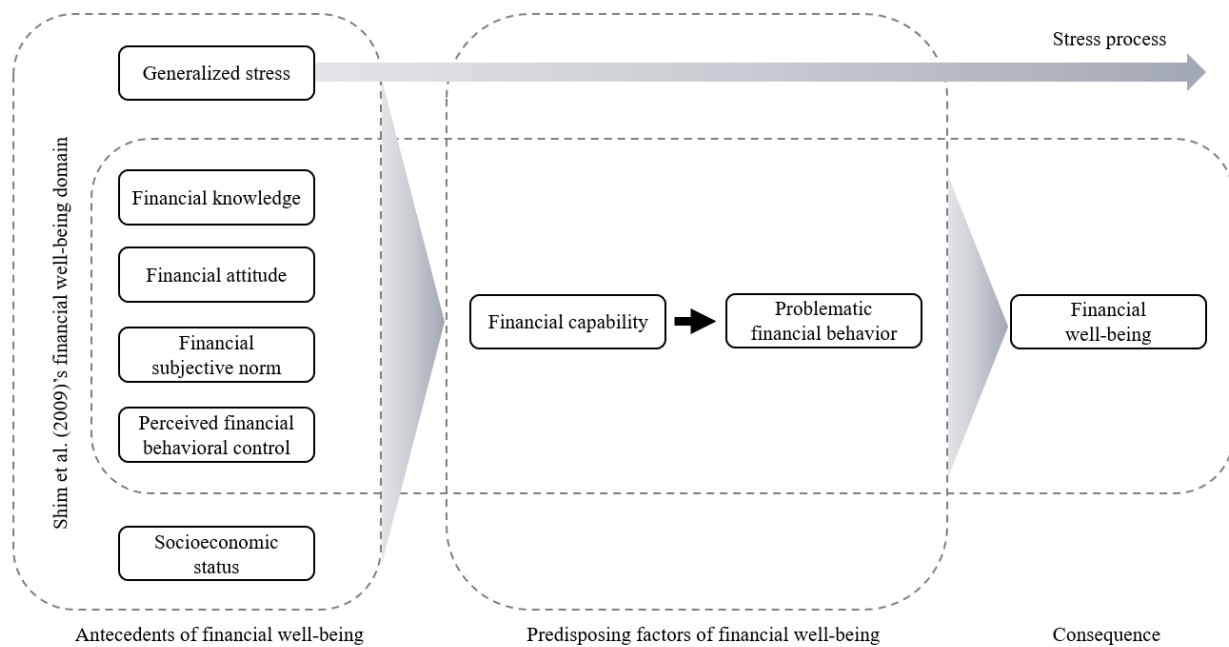 Stress process
Generalized stress
Shim et al. (2009)'s financial well-being domain
Financial knowledge
Financial attitude
Financial
subjective norm
Perceived financial
behavioral control
Socioeconomic
status
Financial capability
Problematic
financial behavior
Financial
well-being
Antecedents of financial well-being
Predisposing factors of financial well-being
Consequence